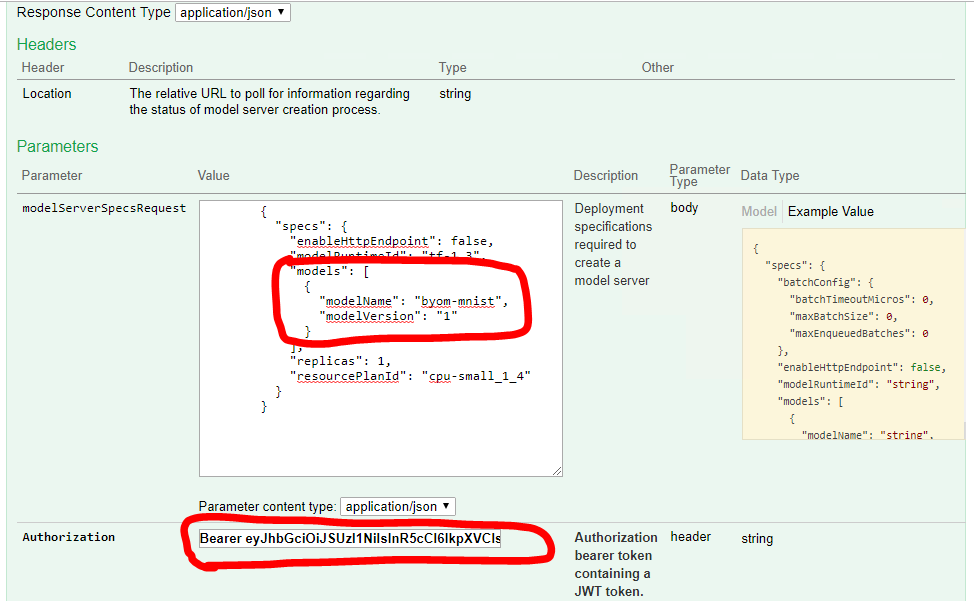 Response Content Type application/json
Headers
Header Description Type Other
Location The relative URL to poll for information regarding the status of model server creation process. string
Parameters
Parameter Value Description Parameter Type Data Type
modelServerSpecsRequest
{
"specs": {
"enableHttpEndpoint": false,
"modelRuntimeId": "tf-1.3",
"models": [
{
"modelName": "byom-mnist",
"modelVersion": "1"
}
],
"replicas": 1,
"resourcePlanId": "cpu-small_1_4"
}
}
Parameter content type: application/json
Deployment
specifications
required to
create a
model server
body
Model Example Value
{
"specs": {
"batchConfig": {
"batchTimeoutMicros": 0,
"maxBatchSize": 0,
"maxEnqueuedBatches": 0
},
"enableHttpEndpoint": false,
"modelRuntimeId": "string",
"models": [
{
"modelName": "string",
Authorization
Authorization
bearer token
containing a
JWT token.
header
string